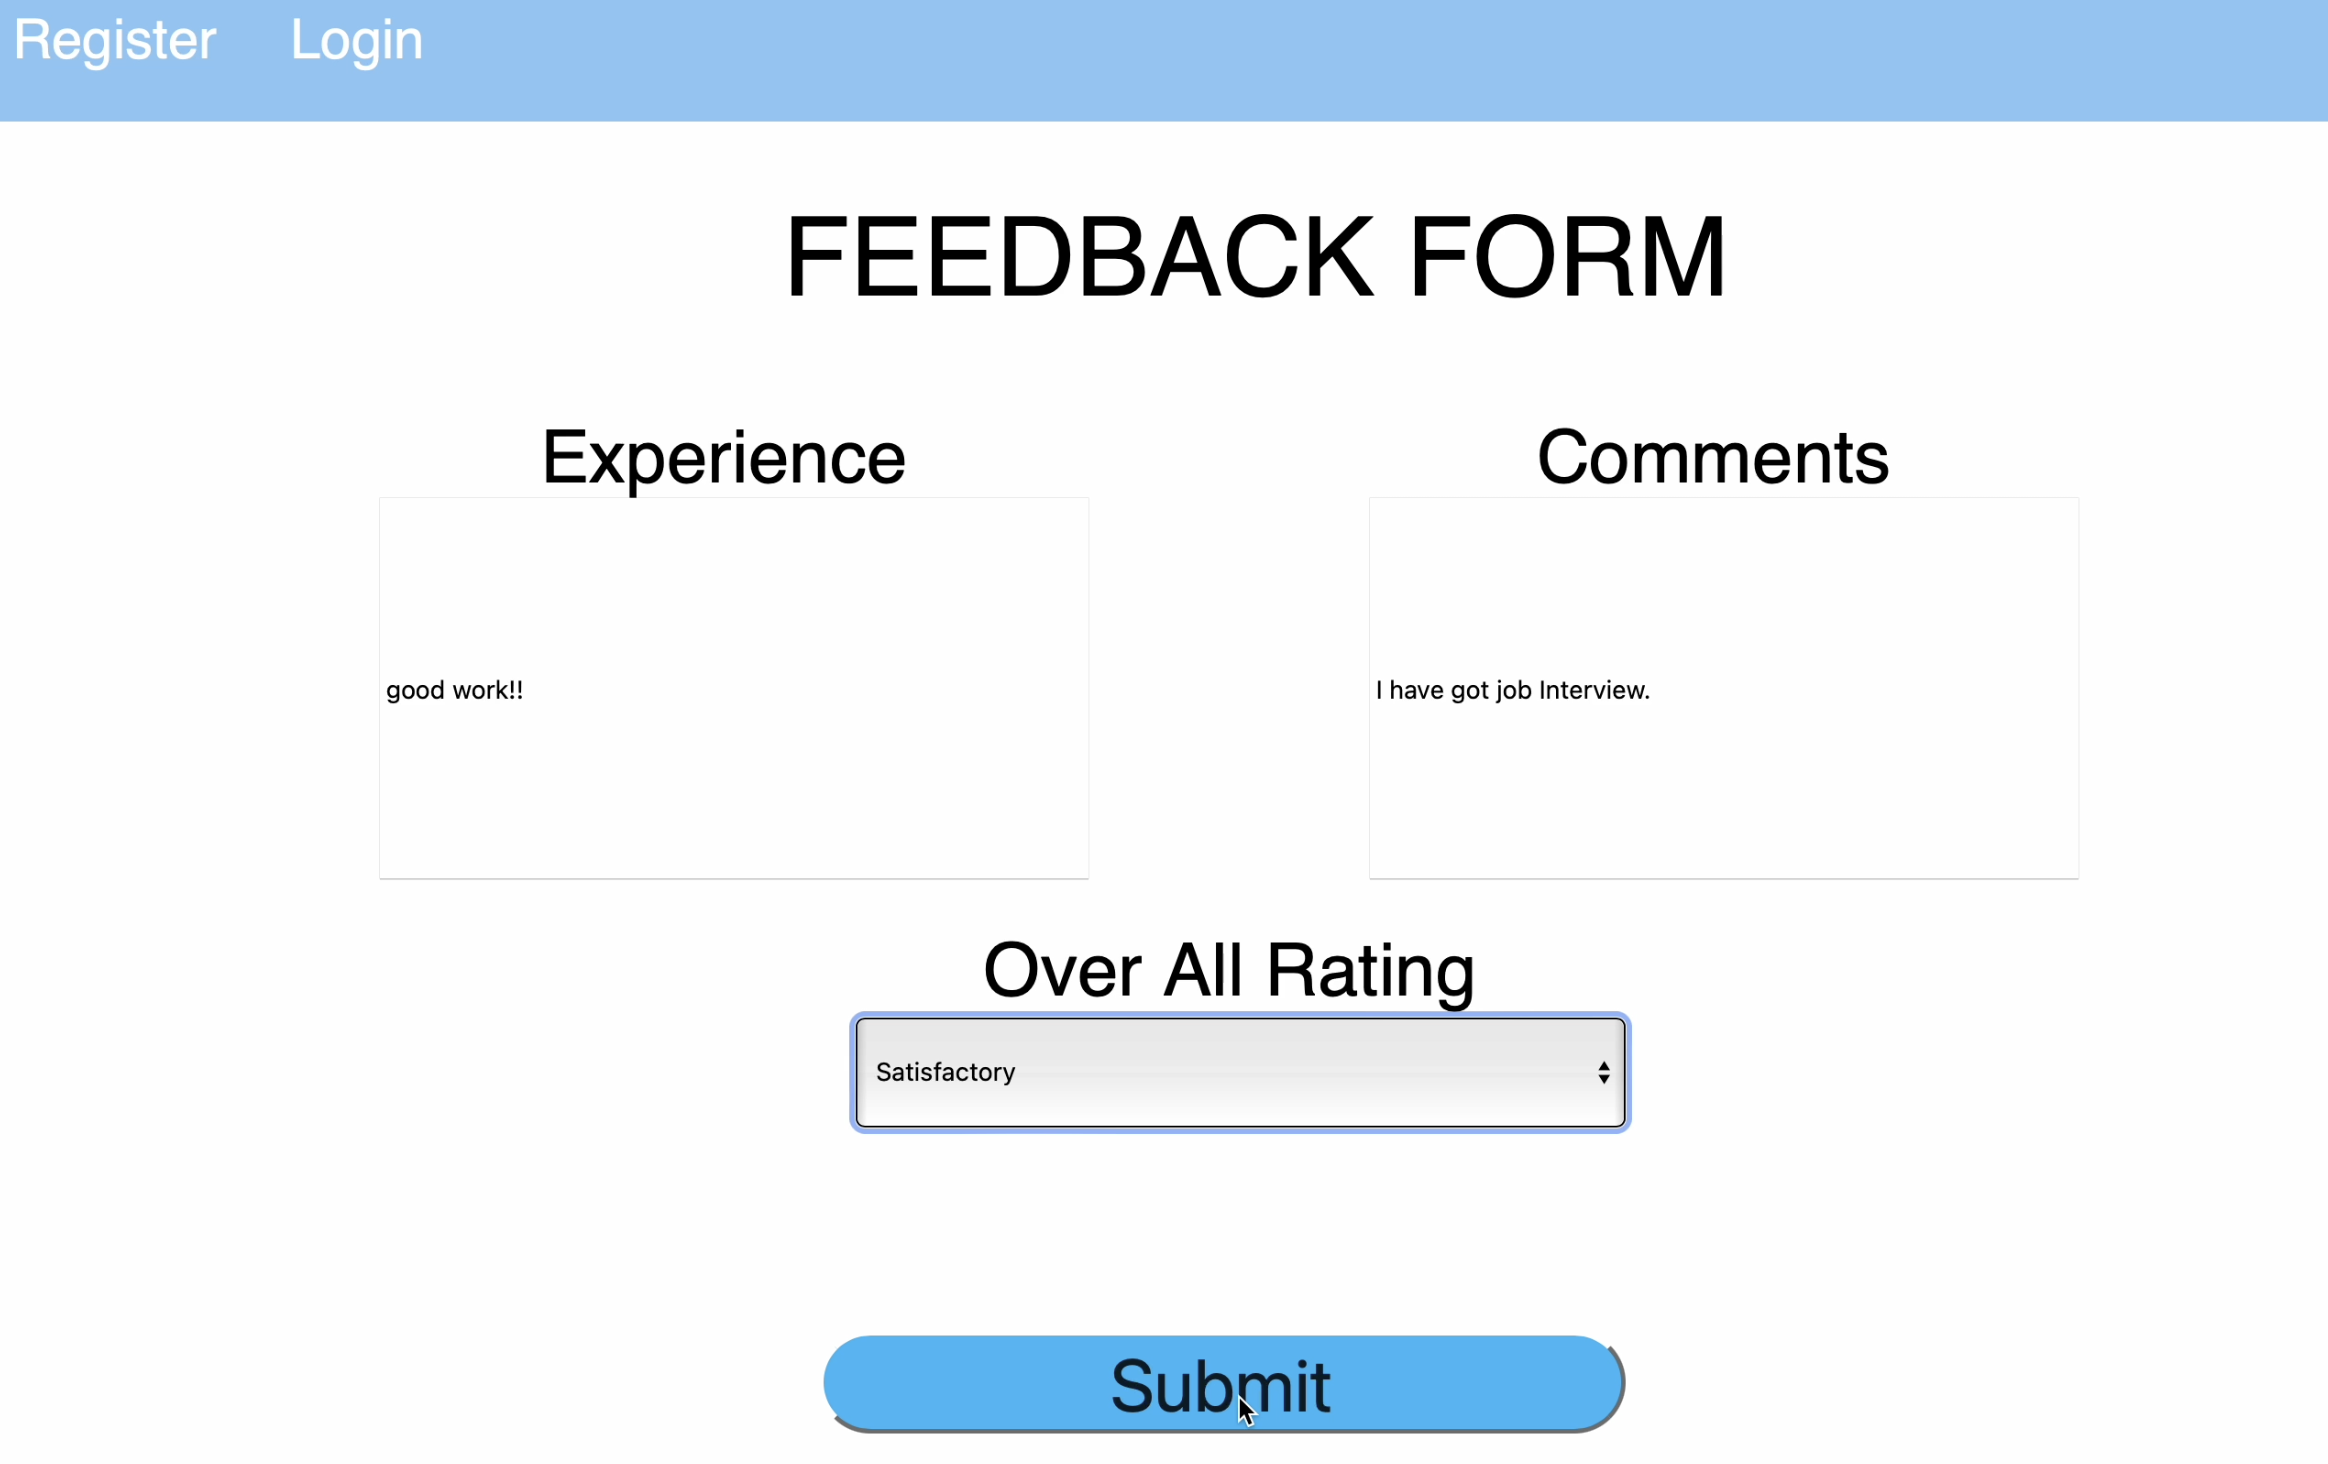 Register Login
FEEDBACK FORM
Experience Comments
good work!! I have got job Interview.
Over All Rating
Satisfactory
Submit